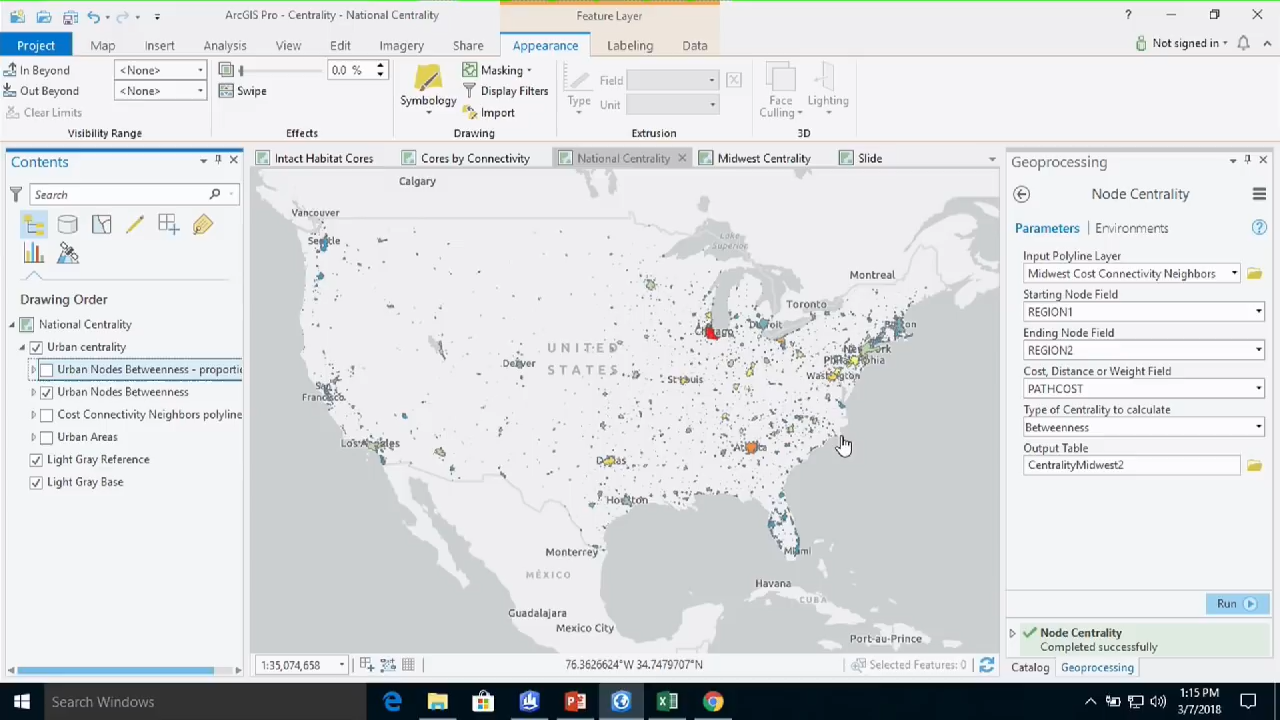 ArcGIS Pro - Centrality - National Centrality
Feature Layer
?
Project
Map
Insert
Analysis
View
Edit
Imagery
Share
Appearance
Labeling
Data
Not signed in
In Beyond
<None>
Out Beyond
<None>
Clear Limits
Visibility Range
0.0 %
Swipe
Effects
Symbology
Masking
Display Filters
Import
Drawing
Type
Field
Unit
Extrusion
Face Culling
Lighting
3D
Contents
Search
Drawing Order
National Centrality
Urban centrality
Urban Nodes Betweenness - proportic
Urban Nodes Betweenness
Cost Connectivity Neighbors polyline
Urban Areas
Light Gray Reference
Light Gray Base
Intact Habitat Cores
Cores by Connectivity
National Centrality
Midwest Centrality
Slide
Calgary
Vancouver
Seattle
Lake Superior
Montreal
Toronto
Boston
Detroit
Chicago
New York
Philadelphia
Washington
UNITED STATES
Denver
St Louis
San Francisco
Los Angeles
Atlanta
Dallas
Houston
Miami
Monterrey
MÉXICO
Havana
CUBA
Guadalajara
Mexico City
Port-au-Prince
1:35,074,658
76.3626624°W 34.7479707°N
Selected Features: 0
Geoprocessing
Node Centrality
Parameters
Environments
?
Input Polyline Layer
Midwest Cost Connectivity Neighbors
Starting Node Field
REGION1
Ending Node Field
REGION2
Cost, Distance or Weight Field
PATHCOST
Type of Centrality to calculate
Betweenness
Output Table
CentralityMidwest2
Run
Node Centrality
Completed successfully
Catalog
Geoprocessing
Search Windows
1:15 PM
3/7/2018